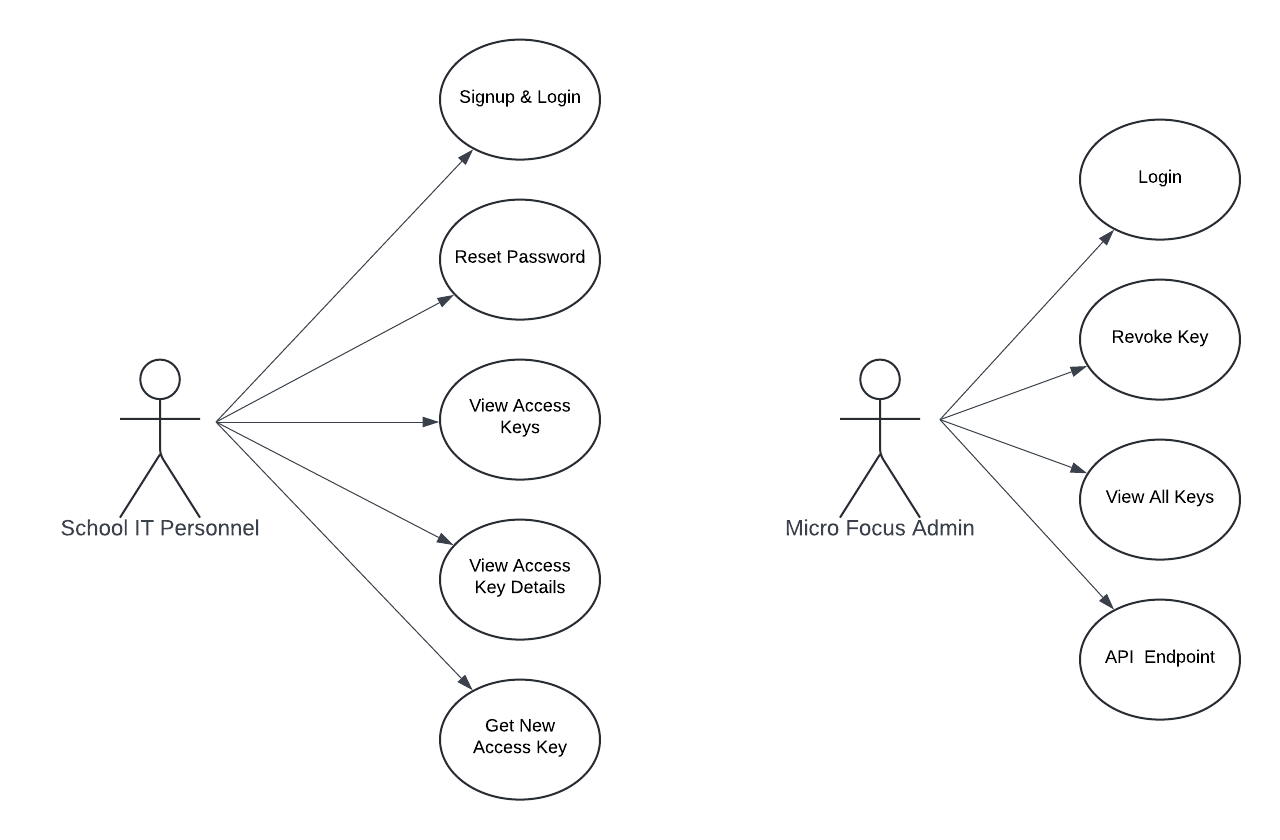 Signup & Login
Reset Password
View Access
Keys
School IT Personnel
View Access
Key Details
Get New
Access Key
Login
Revoke Key
Micro Focus Admin
View All Keys
API  Endpoint